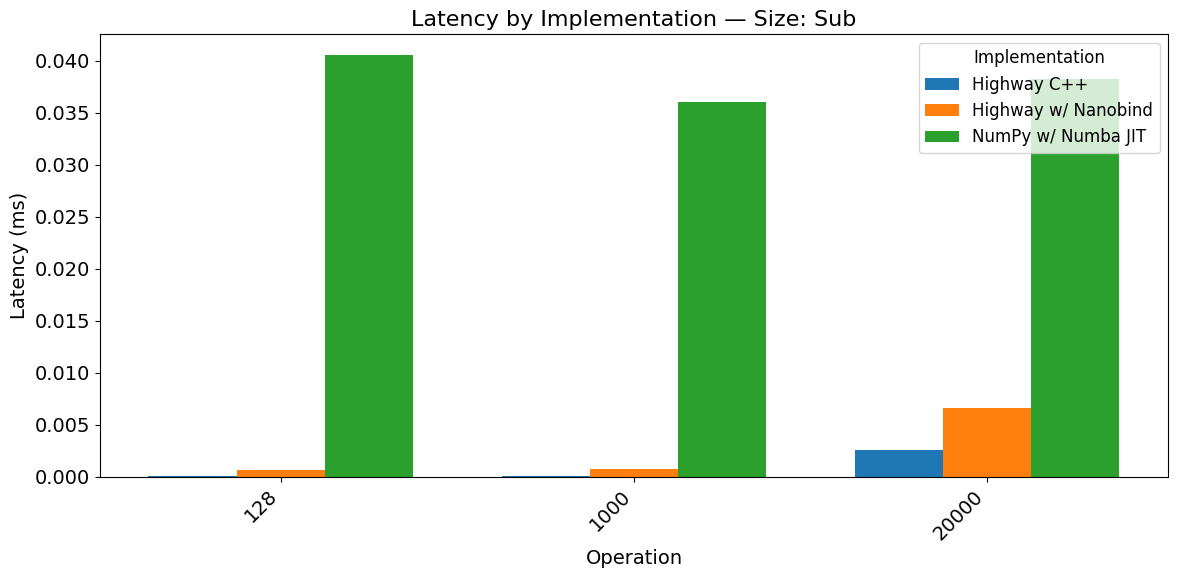 Latency by Implementation — Size: Sub
Implementation
Highway C++
Highway w/ Nanobind
NumPy w/ Numba JIT
Latency (ms)
0.040
0.035
0.030
0.025
0.020
0.015
0.010
0.005
0.000
128
1000
20000
Operation